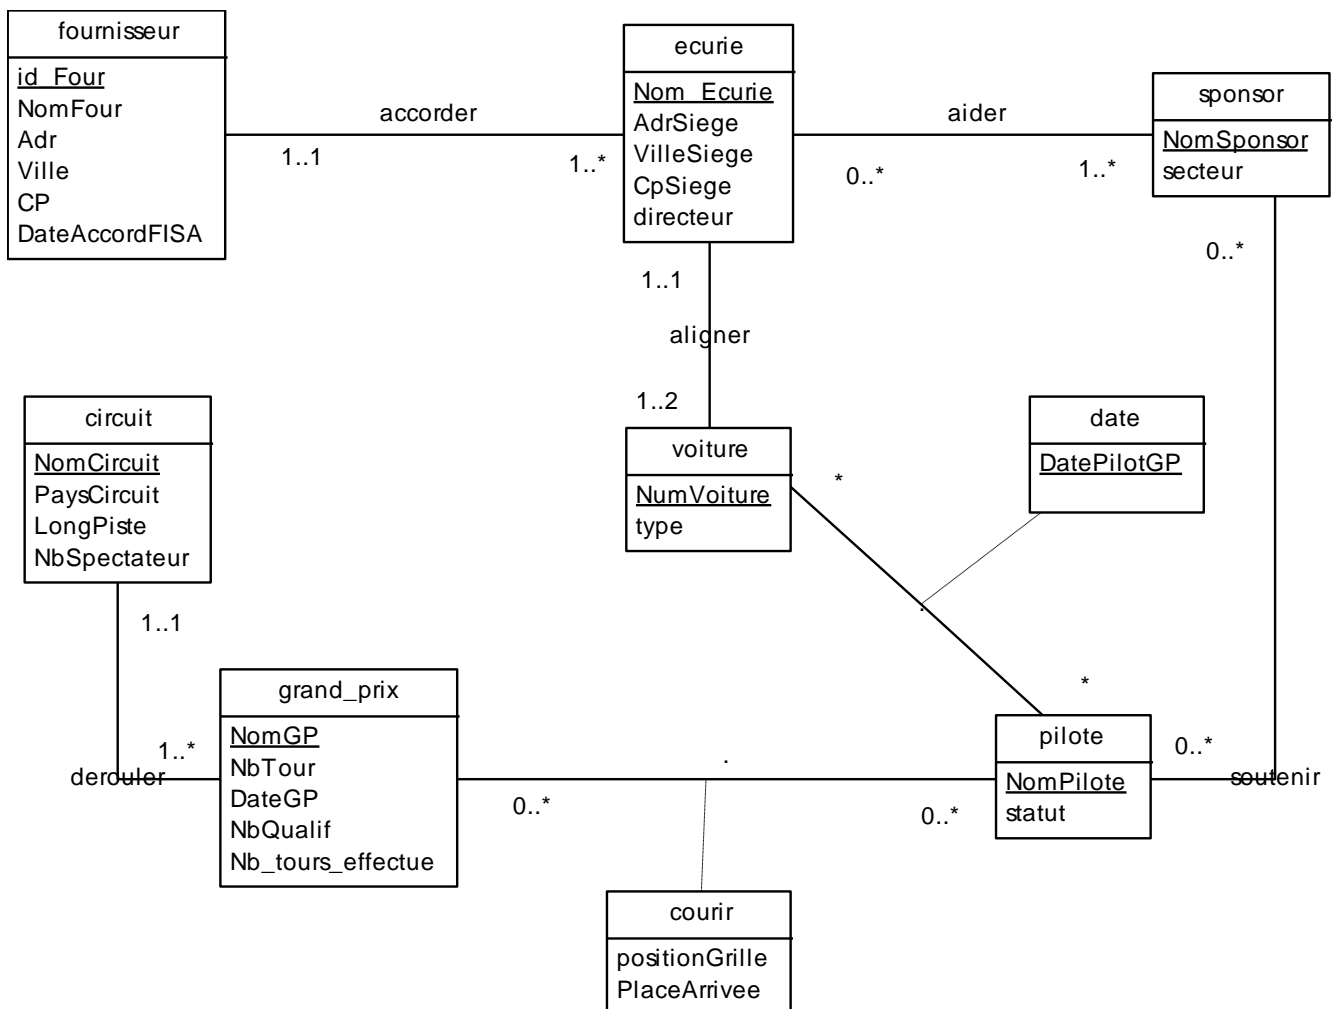 fournisseur
id_Four
NomFour
Adr
Ville
CP
DateAccordFISA
accorder
1..1
1..*
ecurie
Nom_Ecurie
AdrSiege
VilleSiege
CpSiege
directeur
aider
0..*
1..*
sponsor
NomSponsor
secteur
0..*
1..1
aligner
1..2
circuit
NomCircuit
PaysCircuit
LongPiste
NbSpectateur
voiture
NumVoiture
type
*
date
DatePilotGP
.
1..1
derouler
1..*
grand_prix
NomGP
NbTour
DateGP
NbQualif
Nb_tours_effectue
0..*
.
0..*
*
pilote
NomPilote
statut
0..*
soutenir
courir
positionGrille
PlaceArrivee